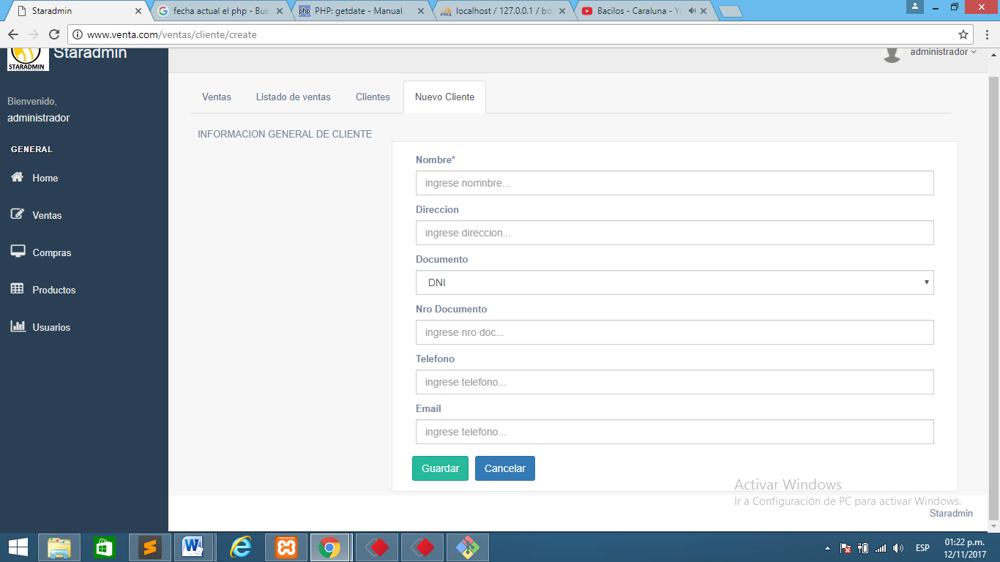 Staradmin
fecha actual el php - Bus
PHP: getdate - Manual
localhost / 127.0.0.1 / bd
Bacilos - Caraluna - Yo
www.venta.com/ventas/cliente/create
STARADMIN
Staradmin
administrador
Bienvenido,
administrador
GENERAL
Home
Ventas
Compras
Productos
Usuarios
Ventas Listado de ventas Clientes Nuevo Cliente
INFORMACION GENERAL DE CLIENTE
Nombre*
ingrese nomnbre...
Direccion
ingrese direccion...
Documento
DNI
Nro Documento
ingrese nro doc...
Telefono
ingrese telefono...
Email
ingrese telefono...
Guardar Cancelar
Activar Windows
Ir a Configuración de PC para activar Windows.
Staradmin
ESP
01:22 p.m.
12/11/2017